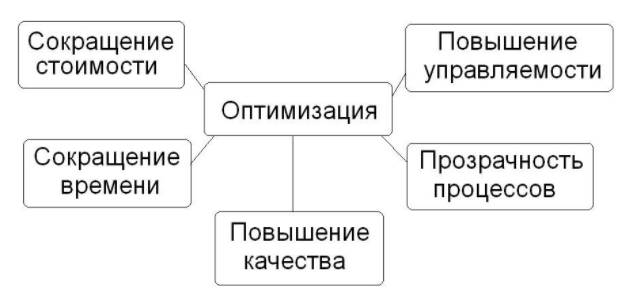 Сокращение
стоимости
Повышение
управляемости
Оптимизация
Сокращение
времени
Прозрачность
процессов
Повышение
качества